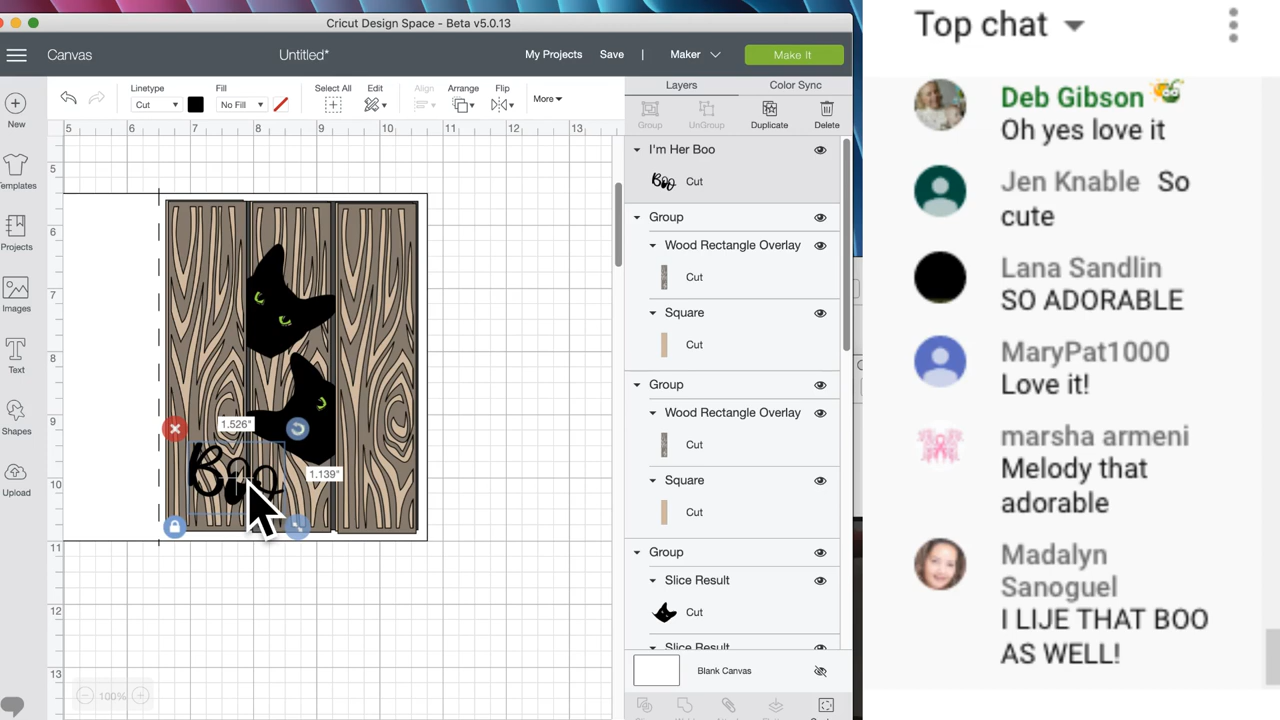 Cricut Design Space - Beta v5.0.13
Canvas
Untitled*
My Projects
Save
|
Maker
Make It
Linetype
Cut
Fill
No Fill
Select All
Edit
Align
Arrange
Flip
More
Layers
Color Sync
Group
UnGroup
Duplicate
Delete
New
Templates
Projects
Images
Text
Shapes
Upload
5 6 7 8 9 10 11 12 13
5
6
7
8
9
10
11
12
13
1.526"
1.139"
Boo
100%
I'm Her Boo
Boo Cut
Group
Wood Rectangle Overlay
Cut
Square
Cut
Group
Wood Rectangle Overlay
Cut
Square
Cut
Group
Slice Result
Cut
Slice Result
Blank Canvas
Top chat
Deb Gibson
Oh yes love it
Jen Knable So
cute
Lana Sandlin
SO ADORABLE
MaryPat1000
Love it!
marsha armeni
Melody that
adorable
Madalyn
Sanoguel
I LIJE THAT BOO
AS WELL!